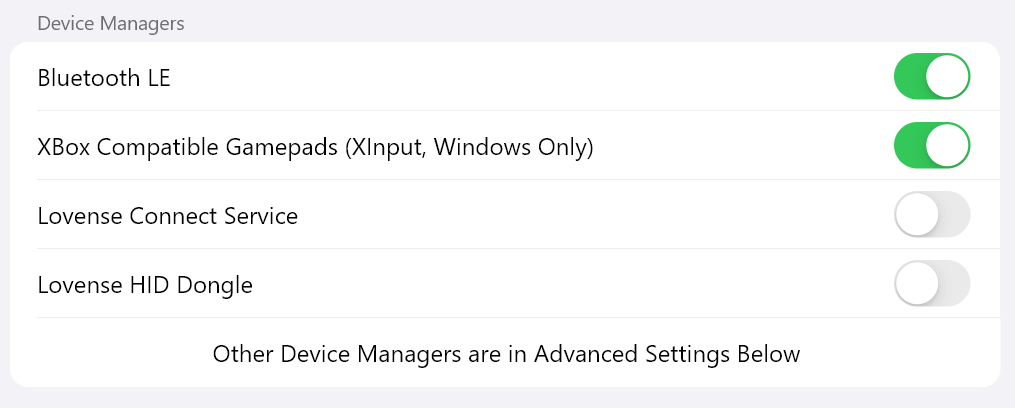 Device Managers
Bluetooth LE
XBox Compatible Gamepads (XInput, Windows Only)
Lovense Connect Service
Lovense HID Dongle
Other Device Managers are in Advanced Settings Below